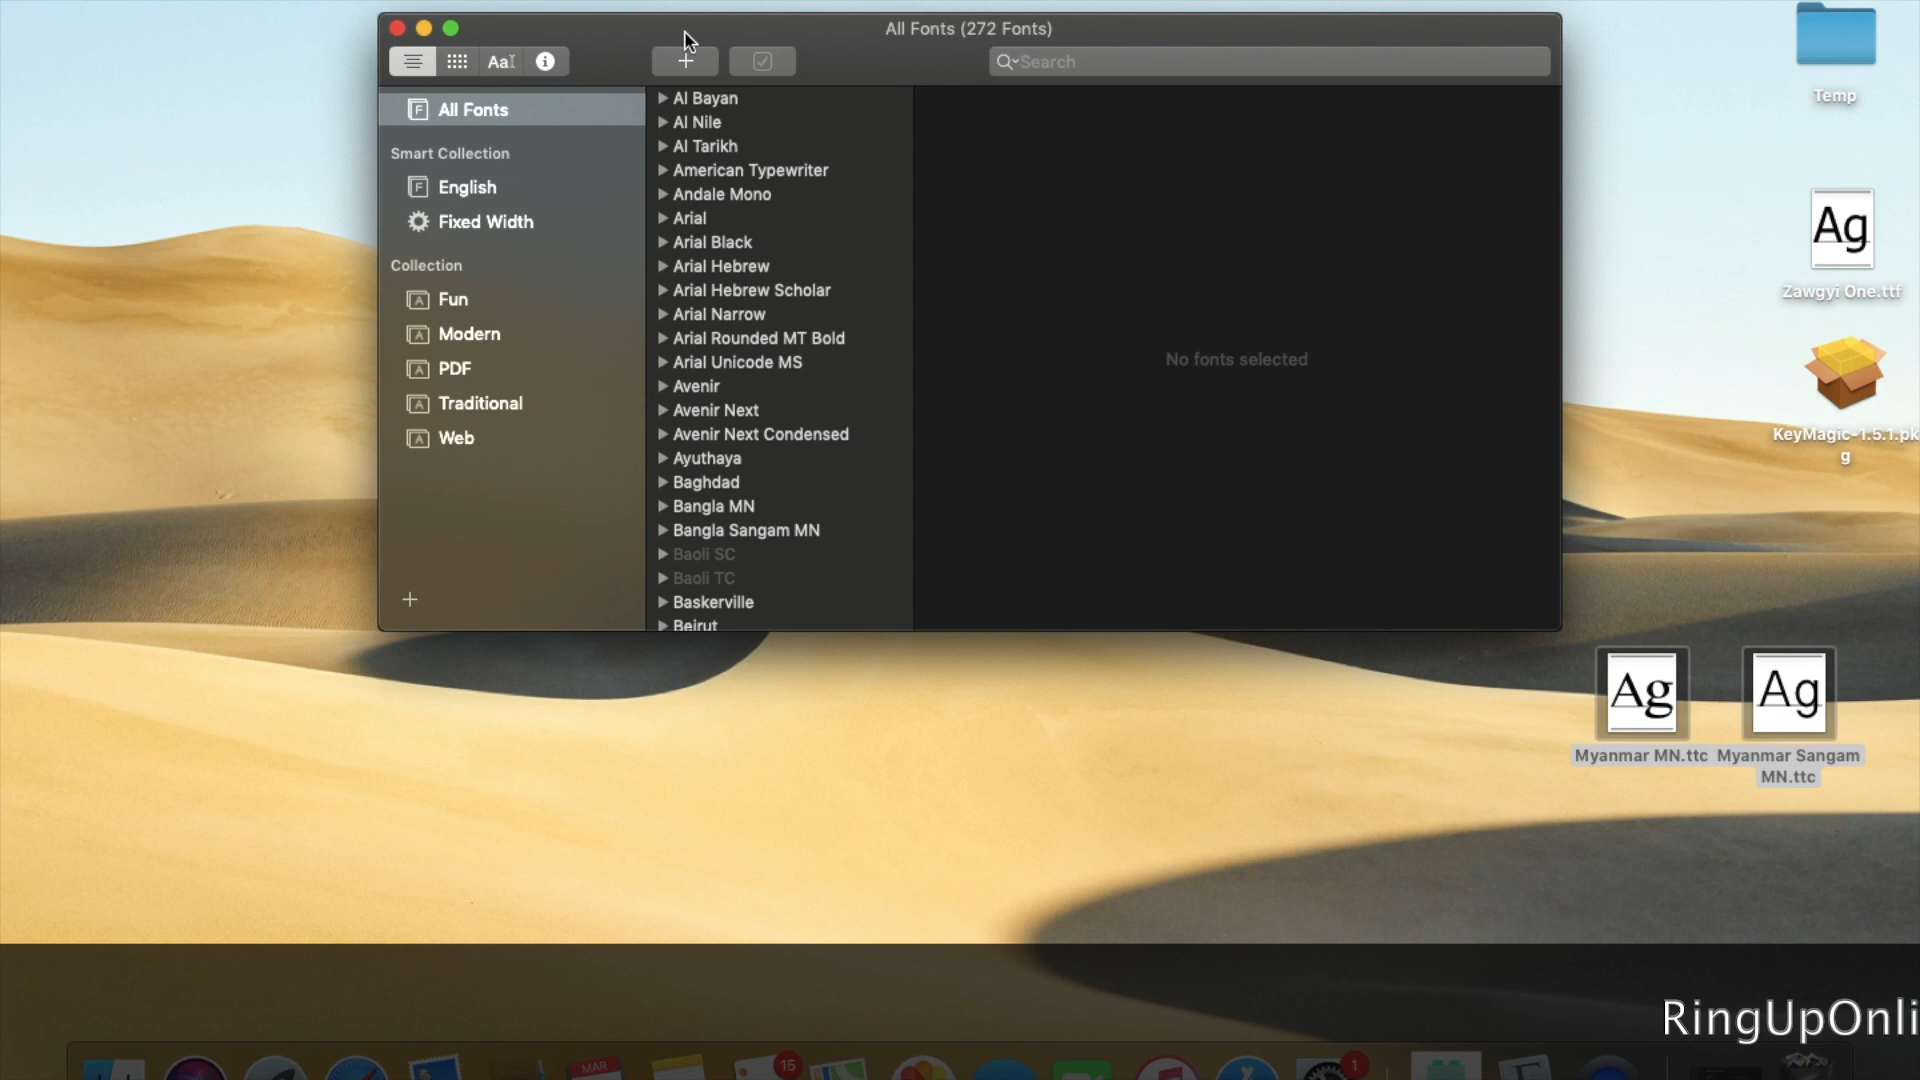 All Fonts (272 Fonts)
Search
All Fonts
Smart Collection
English
Fixed Width
Collection
Fun
Modern
PDF
Traditional
Web
Al Bayan
Al Nile
Al Tarikh
American Typewriter
Andale Mono
Arial
Arial Black
Arial Hebrew
Arial Hebrew Scholar
Arial Narrow
Arial Rounded MT Bold
Arial Unicode MS
Avenir
Avenir Next
Avenir Next Condensed
Ayuthaya
Baghdad
Bangla MN
Bangla Sangam MN
Baoli SC
Baoli TC
Baskerville
Beirut
No fonts selected
Temp
Ag
Zawgyi One.ttf
KeyMagic-1.5.1.pk
g
Ag
Myanmar MN.ttc
Ag
Myanmar Sangam
MN.ttc
RingUpOnli
MAR
15
1